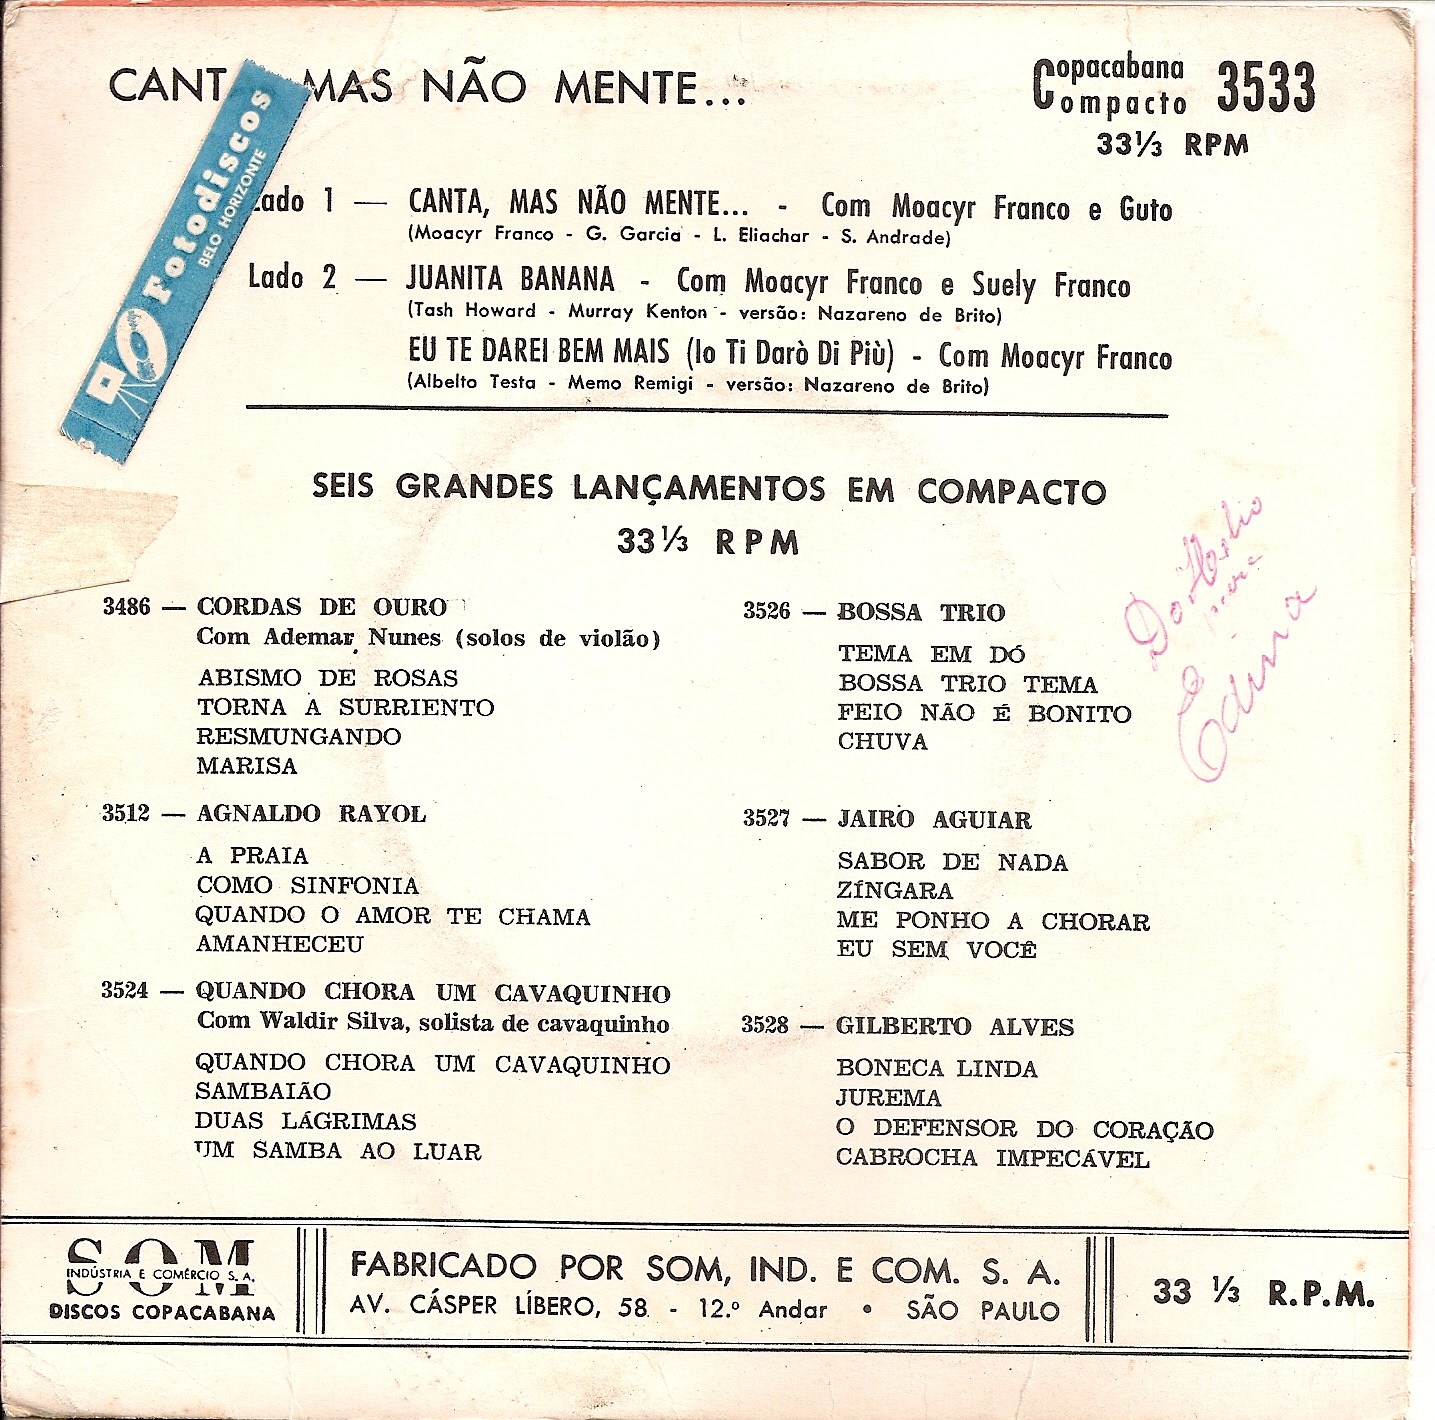 CANT MAS NÃO MENTE...
Copacabana
Compacto 3533
33⅓ RPM
Fotodiscos
BELO HORIZONTE
Lado 1 — CANTA, MAS NÃO MENTE... - Com Moacyr Franco e Guto
(Moacyr Franco - G. Garcia - L. Eliachar - S. Andrade)
Lado 2 — JUANITA BANANA - Com Moacyr Franco e Suely Franco
(Tash Howard - Murray Kenton - versão: Nazareno de Brito)
EU TE DAREI BEM MAIS (Io Ti Darò Di Più) - Com Moacyr Franco
(Albelto Testa - Memo Remigi - versão: Nazareno de Brito)
SEIS GRANDES LANÇAMENTOS EM COMPACTO
33⅓ RPM
3486 — CORDAS DE OURO
Com Ademar Nunes (solos de violão)
ABISMO DE ROSAS
TORNA A SURRIENTO
RESMUNGANDO
MARISA
3512 — AGNALDO RAYOL
A PRAIA
COMO SINFONIA
QUANDO O AMOR TE CHAMA
AMANHECEU
3524 — QUANDO CHORA UM CAVAQUINHO
Com Waldir Silva, solista de cavaquinho
QUANDO CHORA UM CAVAQUINHO
SAMBAIÃO
DUAS LÁGRIMAS
UM SAMBA AO LUAR
3526 — BOSSA TRIO
TEMA EM DÓ
BOSSA TRIO TEMA
FEIO NÃO É BONITO
CHUVA
3527 — JAIRO AGUIAR
SABOR DE NADA
ZÍNGARA
ME PONHO A CHORAR
EU SEM VOCÊ
3528 — GILBERTO ALVES
BONECA LINDA
JUREMA
O DEFENSOR DO CORAÇÃO
CABROCHA IMPECÁVEL
Do Hélio
para
Edina
SOM
INDÚSTRIA E COMÉRCIO S. A.
DISCOS COPACABANA
FABRICADO POR SOM, IND. E COM. S. A.
AV. CÁSPER LÍBERO, 58 - 12.º Andar • SÃO PAULO
33 ⅓ R.P.M.